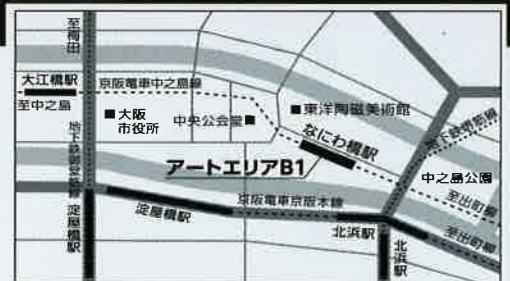 至梅田
大江橋駅
京阪電車中之島線
至中之島
■大阪
市役所
中央公会堂■
■東洋陶磁美術館
なにわ橋駅
地下鉄堺筋線
中之島公園
アートエリアB1
地下鉄御堂筋線
京阪電車京阪本線
至出町柳
淀屋橋駅
淀屋橋駅
北浜駅
至出町柳
北浜駅